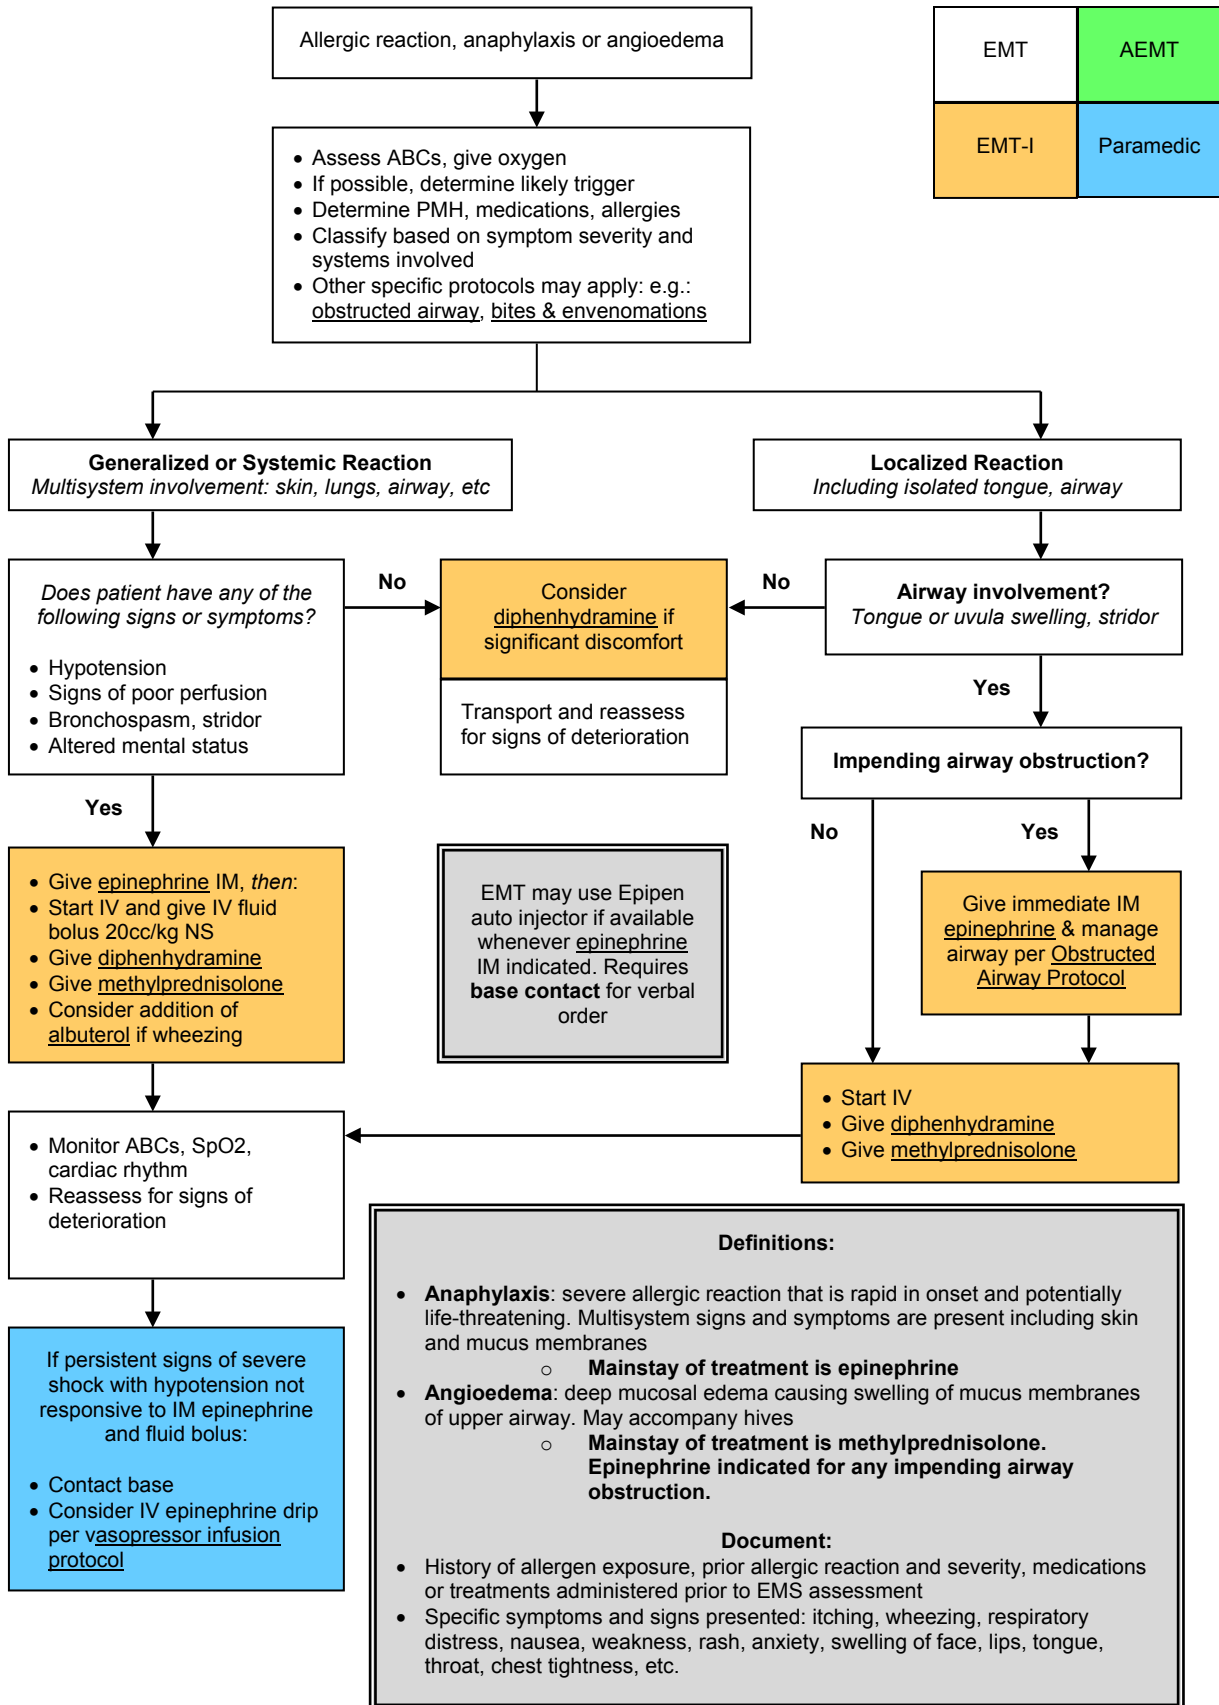 Allergic reaction, anaphylaxis or angioedema
EMT
AEMT
EMT-I
Paramedic
• Assess ABCs, give oxygen
• If possible, determine likely trigger
• Determine PMH, medications, allergies
• Classify based on symptom severity and
systems involved
• Other specific protocols may apply: e.g.:
obstructed airway, bites & envenomations
Generalized or Systemic Reaction
Multisystem involvement: skin, lungs, airway, etc
Localized Reaction
Including isolated tongue, airway
Does patient have any of the
following signs or symptoms?
• Hypotension
• Signs of poor perfusion
• Bronchospasm, stridor
• Altered mental status
No
Consider
diphenhydramine if
significant discomfort
Transport and reassess
for signs of deterioration
No
Airway involvement?
Tongue or uvula swelling, stridor
Yes
Impending airway obstruction?
Yes
No
Yes
• Give epinephrine IM, then:
• Start IV and give IV fluid
bolus 20cc/kg NS
• Give diphenhydramine
• Give methylprednisolone
• Consider addition of
albuterol if wheezing
EMT may use Epipen
auto injector if available
whenever epinephrine
IM indicated. Requires
base contact for verbal
order
Give immediate IM
epinephrine & manage
airway per Obstructed
Airway Protocol
• Start IV
• Give diphenhydramine
• Give methylprednisolone
• Monitor ABCs, SpO2,
cardiac rhythm
• Reassess for signs of
deterioration
If persistent signs of severe
shock with hypotension not
responsive to IM epinephrine
and fluid bolus:
• Contact base
• Consider IV epinephrine drip
per vasopressor infusion
protocol
Definitions:
• Anaphylaxis: severe allergic reaction that is rapid in onset and potentially
life-threatening. Multisystem signs and symptoms are present including skin
and mucus membranes
o Mainstay of treatment is epinephrine
• Angioedema: deep mucosal edema causing swelling of mucus membranes
of upper airway. May accompany hives
o Mainstay of treatment is methylprednisolone.
Epinephrine indicated for any impending airway
obstruction.
Document:
• History of allergen exposure, prior allergic reaction and severity, medications
or treatments administered prior to EMS assessment
• Specific symptoms and signs presented: itching, wheezing, respiratory
distress, nausea, weakness, rash, anxiety, swelling of face, lips, tongue,
throat, chest tightness, etc.